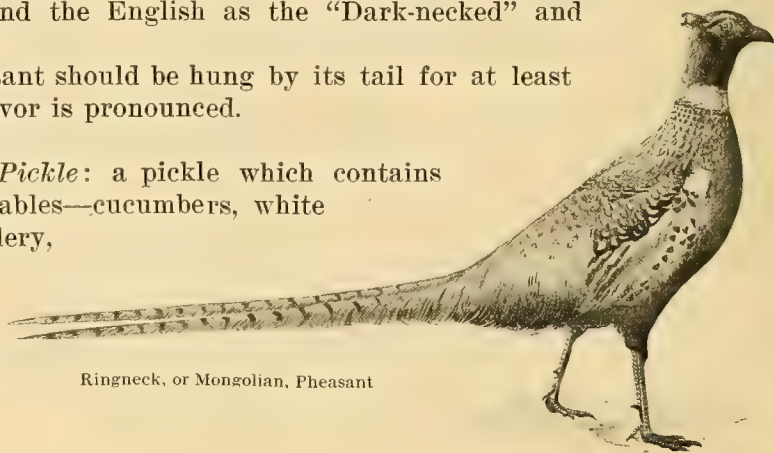 nd the English as the “Dark-necked” and
ant should be hung by its tail for at least
vor is pronounced.
Pickle: a pickle which contains
ables—cucumbers, white
lery,
Ringneck, or Mongolian, Pheasant